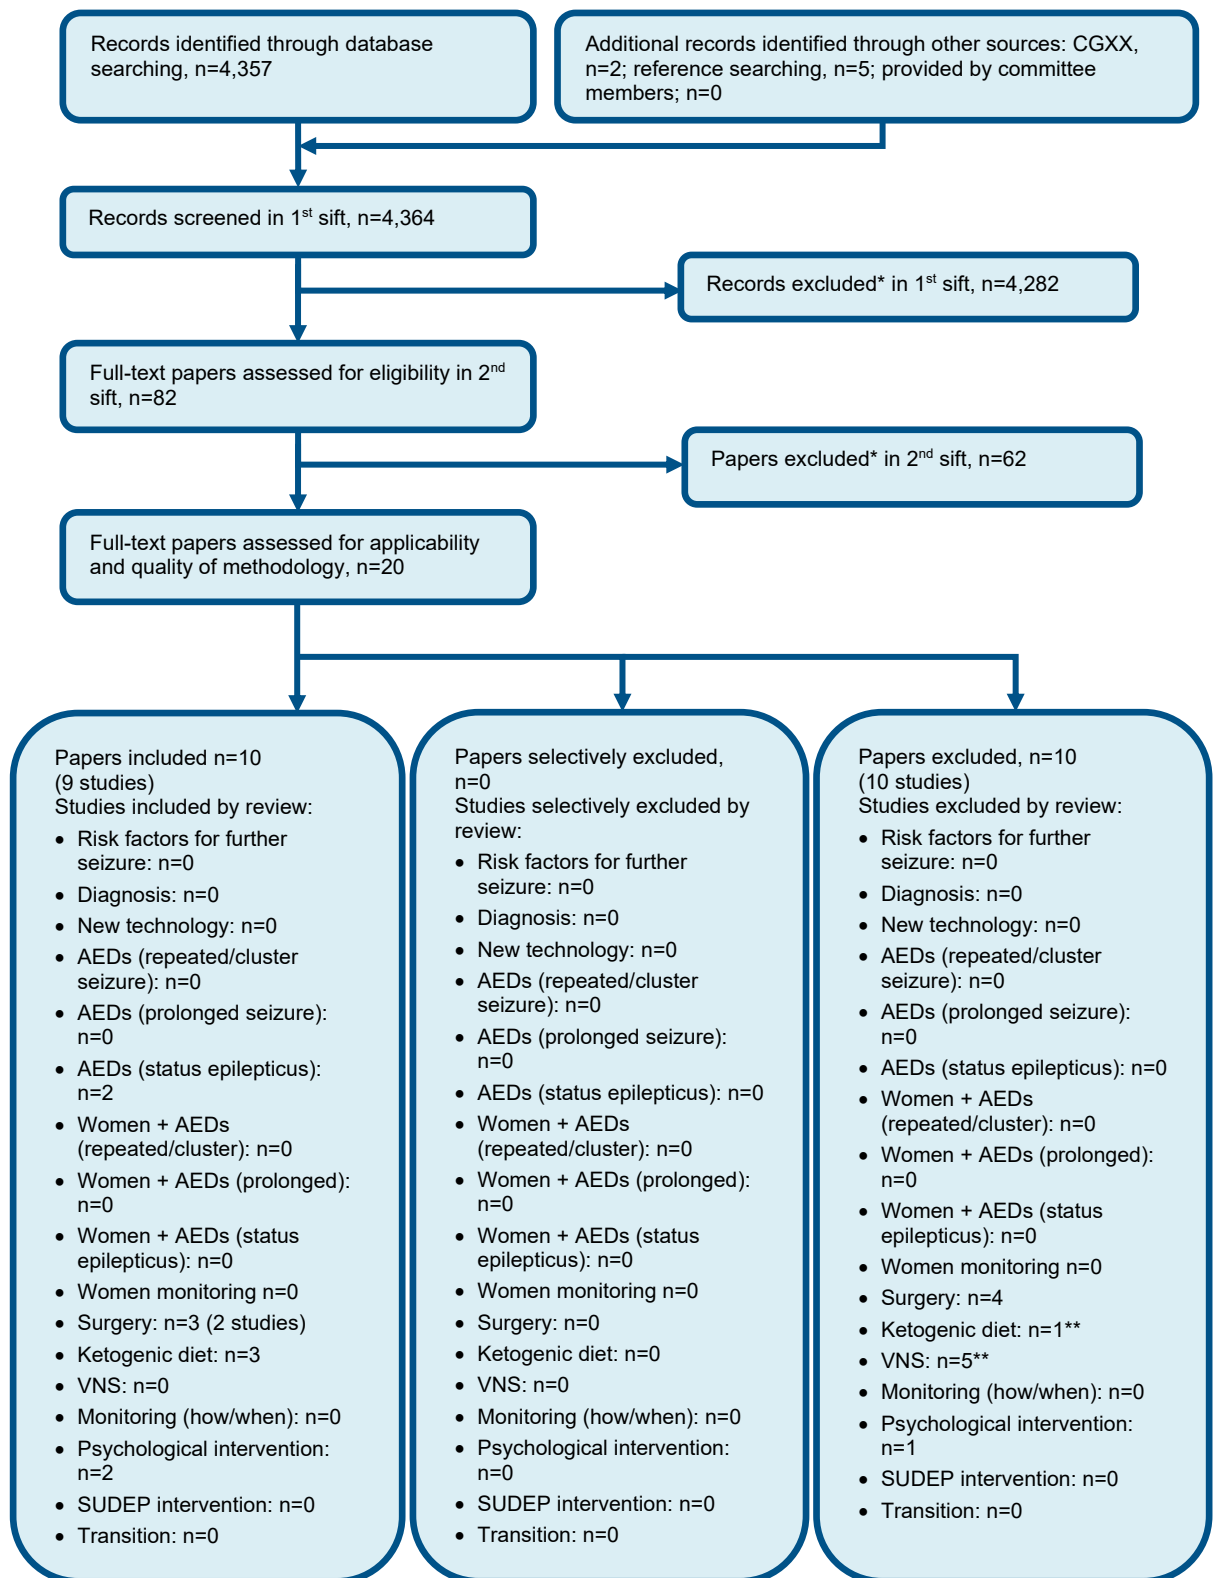 Records identified through database
searching, n=4,357
Additional records identified through other sources: CGXX,
n=2; reference searching, n=5; provided by committee
members; n=0
Records screened in 1st sift, n=4,364
Records excluded* in 1st sift, n=4,282
Full-text papers assessed for eligibility in 2nd
sift, n=82
Papers excluded* in 2nd sift, n=62
Full-text papers assessed for applicability
and quality of methodology, n=20
Papers included n=10
(9 studies)
Studies included by review:
• Risk factors for further
seizure: n=0
• Diagnosis: n=0
• New technology: n=0
• AEDs (repeated/cluster
seizure): n=0
• AEDs (prolonged seizure):
n=0
• AEDs (status epilepticus):
n=2
• Women + AEDs
(repeated/cluster): n=0
• Women + AEDs (prolonged):
n=0
• Women + AEDs (status
epilepticus): n=0
• Women monitoring n=0
• Surgery: n=3 (2 studies)
• Ketogenic diet: n=3
• VNS: n=0
• Monitoring (how/when): n=0
• Psychological intervention:
n=2
• SUDEP intervention: n=0
• Transition: n=0
Papers selectively excluded,
n=0
Studies selectively excluded by
review:
• Risk factors for further
seizure: n=0
• Diagnosis: n=0
• New technology: n=0
• AEDs (repeated/cluster
seizure): n=0
• AEDs (prolonged seizure):
n=0
• AEDs (status epilepticus): n=0
• Women + AEDs
(repeated/cluster): n=0
• Women + AEDs (prolonged):
n=0
• Women + AEDs (status
epilepticus): n=0
• Women monitoring n=0
• Surgery: n=0
• Ketogenic diet: n=0
• VNS: n=0
• Monitoring (how/when): n=0
• Psychological intervention:
n=0
• SUDEP intervention: n=0
• Transition: n=0
Papers excluded, n=10
(10 studies)
Studies excluded by review:
• Risk factors for further
seizure: n=0
• Diagnosis: n=0
• New technology: n=0
• AEDs (repeated/cluster
seizure): n=0
• AEDs (prolonged seizure):
n=0
• AEDs (status epilepticus): n=0
• Women + AEDs
(repeated/cluster): n=0
• Women + AEDs (prolonged):
n=0
• Women + AEDs (status
epilepticus): n=0
• Women monitoring n=0
• Surgery: n=4
• Ketogenic diet: n=1**
• VNS: n=5**
• Monitoring (how/when): n=0
• Psychological intervention:
n=1
• SUDEP intervention: n=0
• Transition: n=0